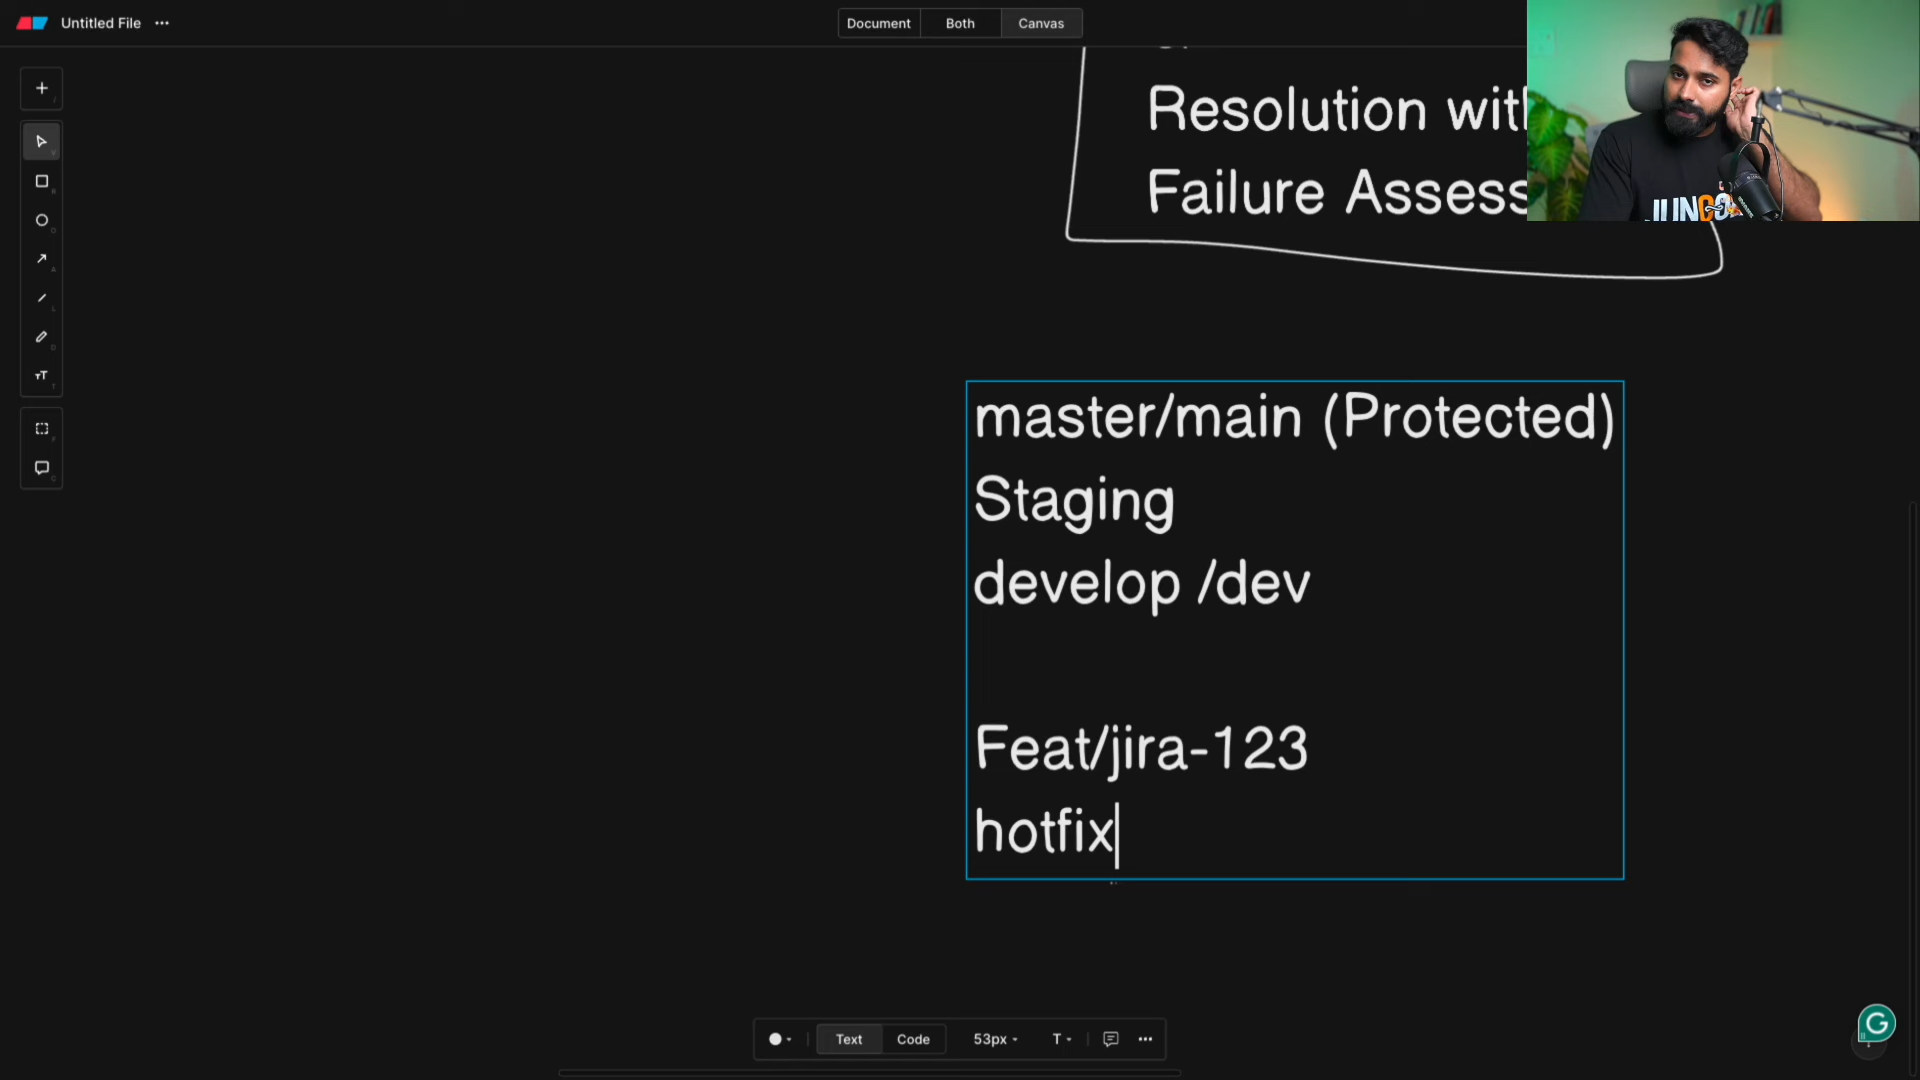 Untitled File
Document Both Canvas
Resolution with
Failure Assess
master/main (Protected)
Staging
develop /dev
Feat/jira-123
hotfix
Text Code 53px T
G